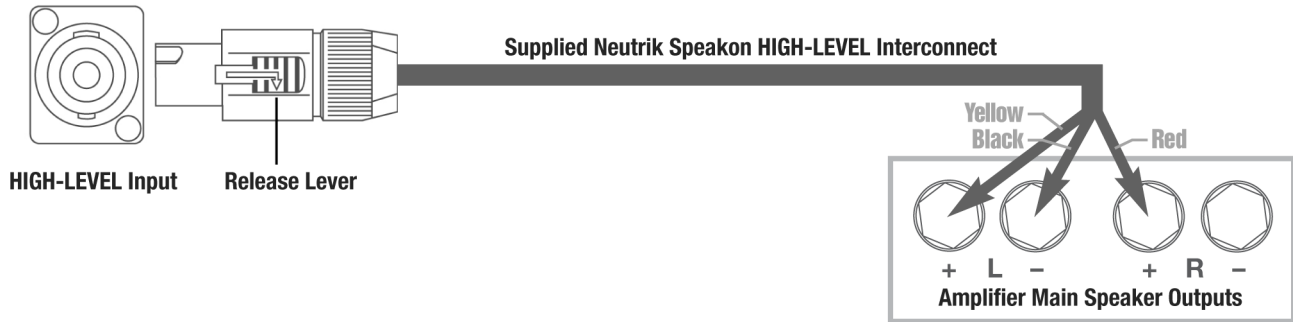 Supplied Neutrik Speakon HIGH-LEVEL Interconnect
Yellow
Black
Red
HIGH-LEVEL Input
Release Lever
+ L − + R −
Amplifier Main Speaker Outputs